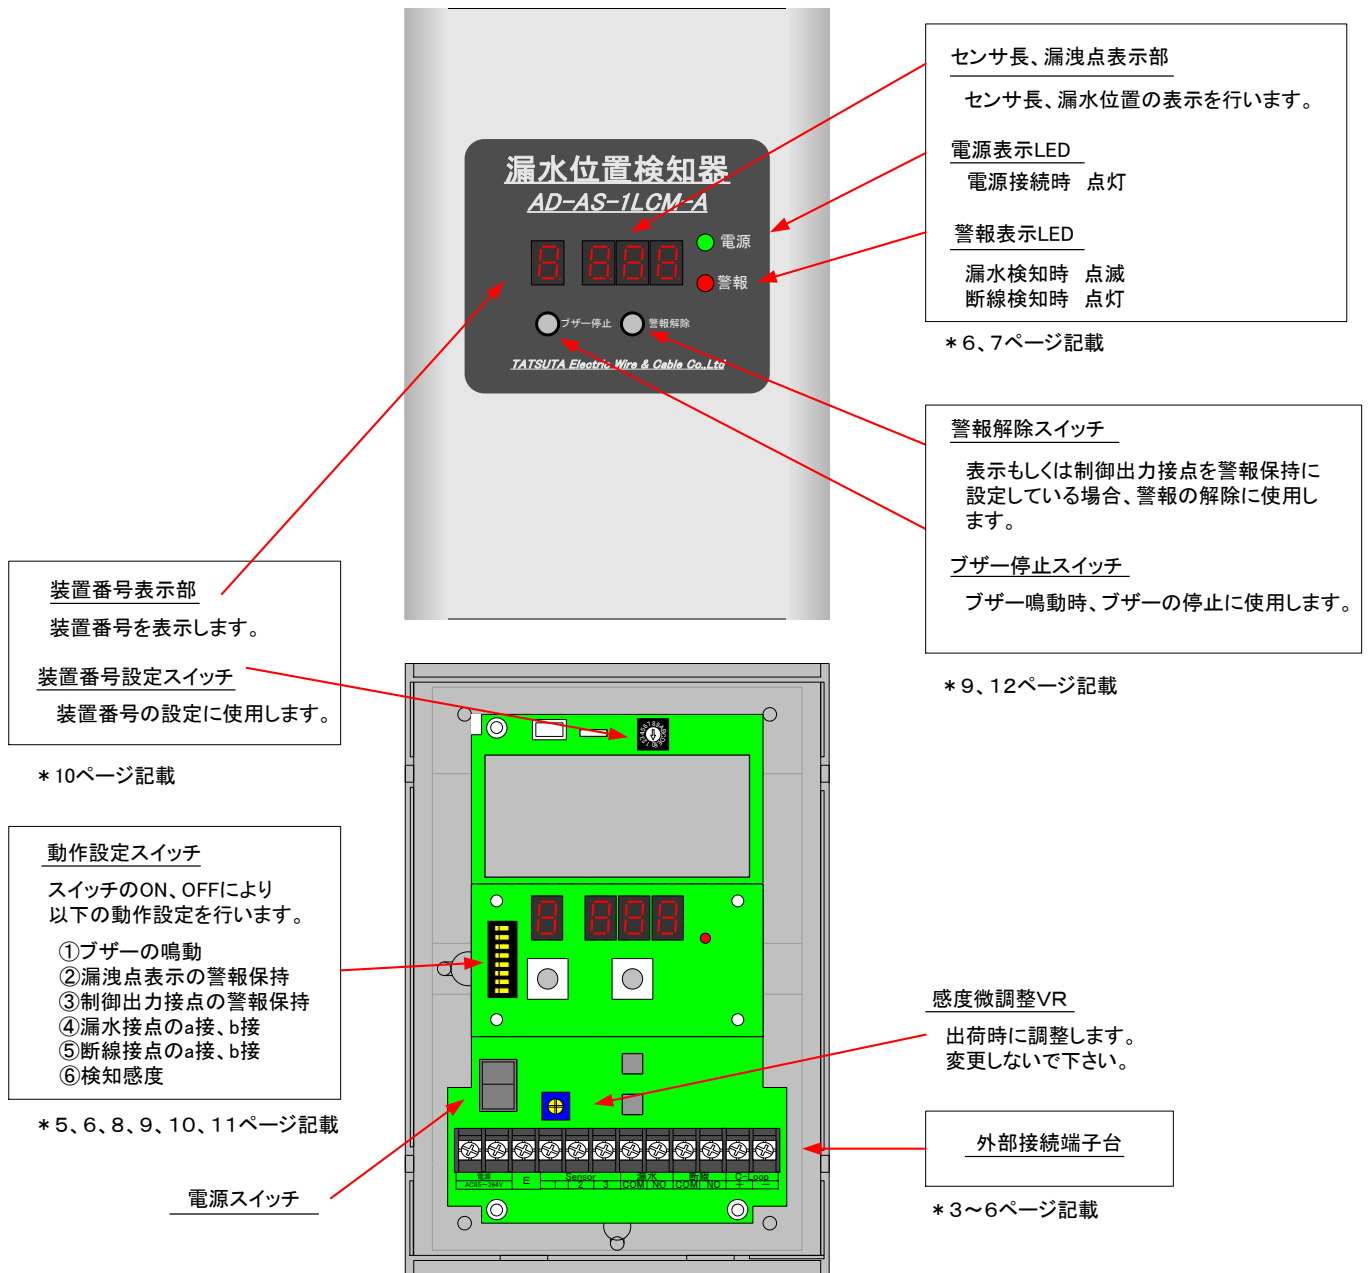 漏水位置検知器
AD-AS-1LCM-A
電源
警報
ブザー停止
警報解除
TATSUTA Electric Wire & Cable Co.,Ltd
センサ長、漏洩点表示部
センサ長、漏水位置の表示を行います。
電源表示LED
電源接続時 点灯
警報表示LED
漏水検知時 点滅
断線検知時 点灯
*6、7ページ記載
警報解除スイッチ
表示もしくは制御出力接点を警報保持に
設定している場合、警報の解除に使用し
ます。
ブザー停止スイッチ
ブザー鳴動時、ブザーの停止に使用します。
*9、12ページ記載
装置番号表示部
装置番号を表示します。
装置番号設定スイッチ
装置番号の設定に使用します。
*10ページ記載
動作設定スイッチ
スイッチのON、OFFにより
以下の動作設定を行います。
①ブザーの鳴動
②漏洩点表示の警報保持
③制御出力接点の警報保持
④漏水接点のa接、b接
⑤断線接点のa接、b接
⑥検知感度
*5、6、8、9、10、11ページ記載
電源スイッチ
感度微調整VR
出荷時に調整します。
変更しないで下さい。
外部接続端子台
*3~6ページ記載
電源 E Sensor 漏水 断線 C-Loop
AC85~264V 1 2 3 COM NO COM NO + -